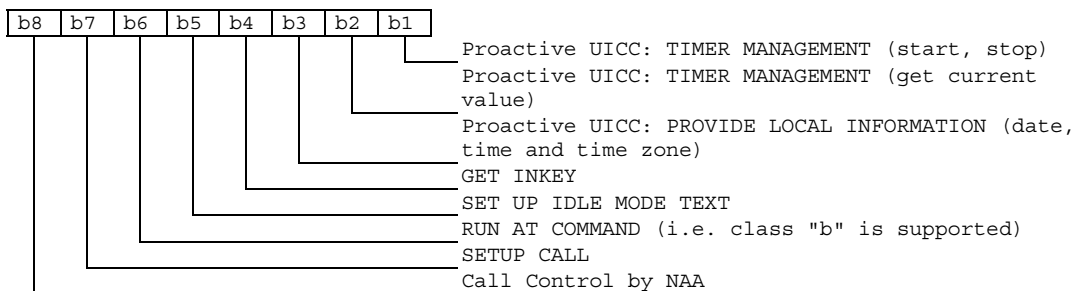 b8 b7 b6 b5 b4 b3 b2 b1
Proactive UICC: TIMER MANAGEMENT (start, stop)
Proactive UICC: TIMER MANAGEMENT (get current
value)
Proactive UICC: PROVIDE LOCAL INFORMATION (date,
time and time zone)
GET INKEY
SET UP IDLE MODE TEXT
RUN AT COMMAND (i.e. class "b" is supported)
SETUP CALL
Call Control by NAA